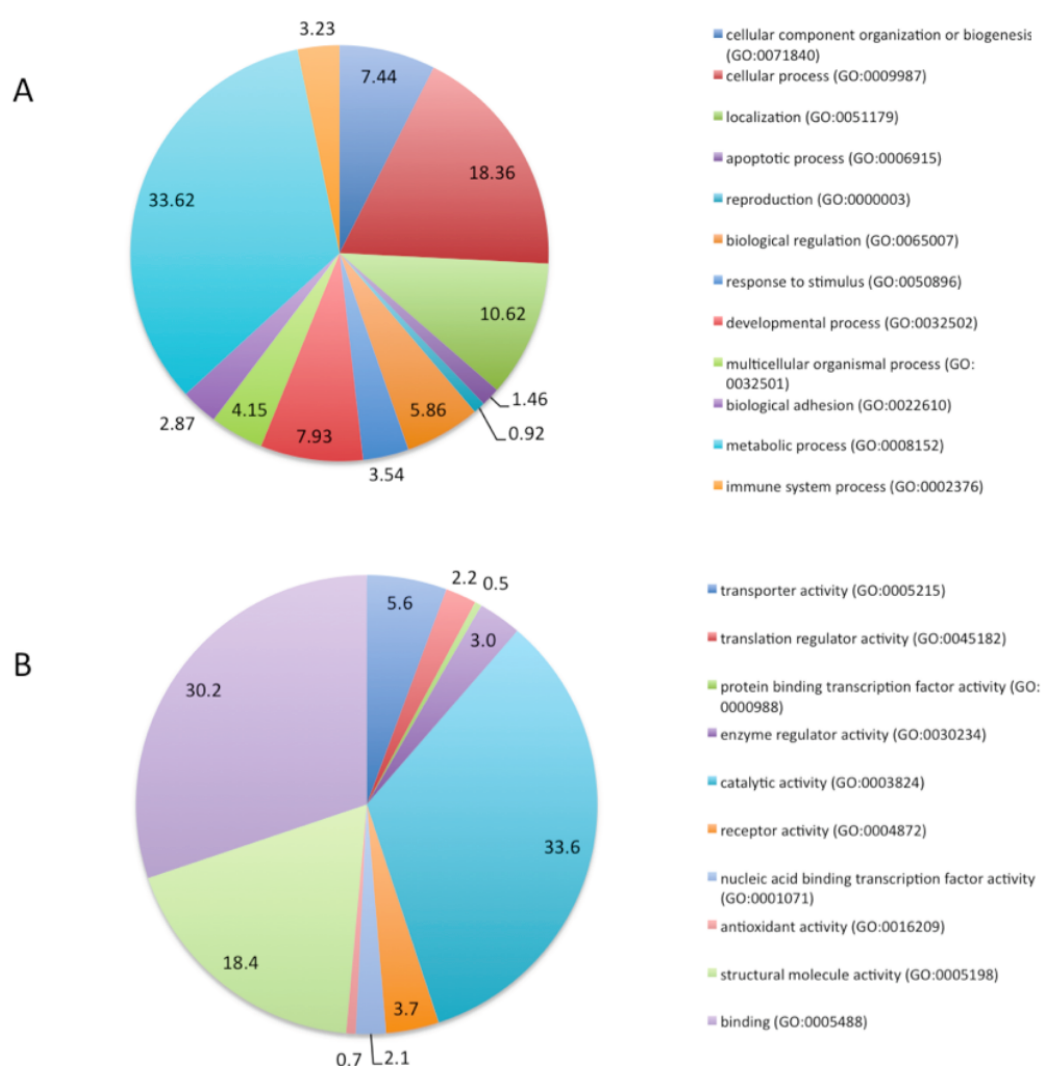 A
3.23
7.44
18.36
10.62
1.46
0.92
5.86
3.54
7.93
4.15
2.87
33.62
cellular component organization or biogenesis
(GO:0071840)
cellular process (GO:0009987)
localization (GO:0051179)
apoptotic process (GO:0006915)
reproduction (GO:0000003)
biological regulation (GO:0065007)
response to stimulus (GO:0050896)
developmental process (GO:0032502)
multicellular organismal process (GO:
0032501)
biological adhesion (GO:0022610)
metabolic process (GO:0008152)
immune system process (GO:0002376)
B
5.6
2.2
0.5
3.0
33.6
3.7
2.1
0.7
18.4
30.2
transporter activity (GO:0005215)
translation regulator activity (GO:0045182)
protein binding transcription factor activity (GO:
0000988)
enzyme regulator activity (GO:0030234)
catalytic activity (GO:0003824)
receptor activity (GO:0004872)
nucleic acid binding transcription factor activity
(GO:0001071)
antioxidant activity (GO:0016209)
structural molecule activity (GO:0005198)
binding (GO:0005488)